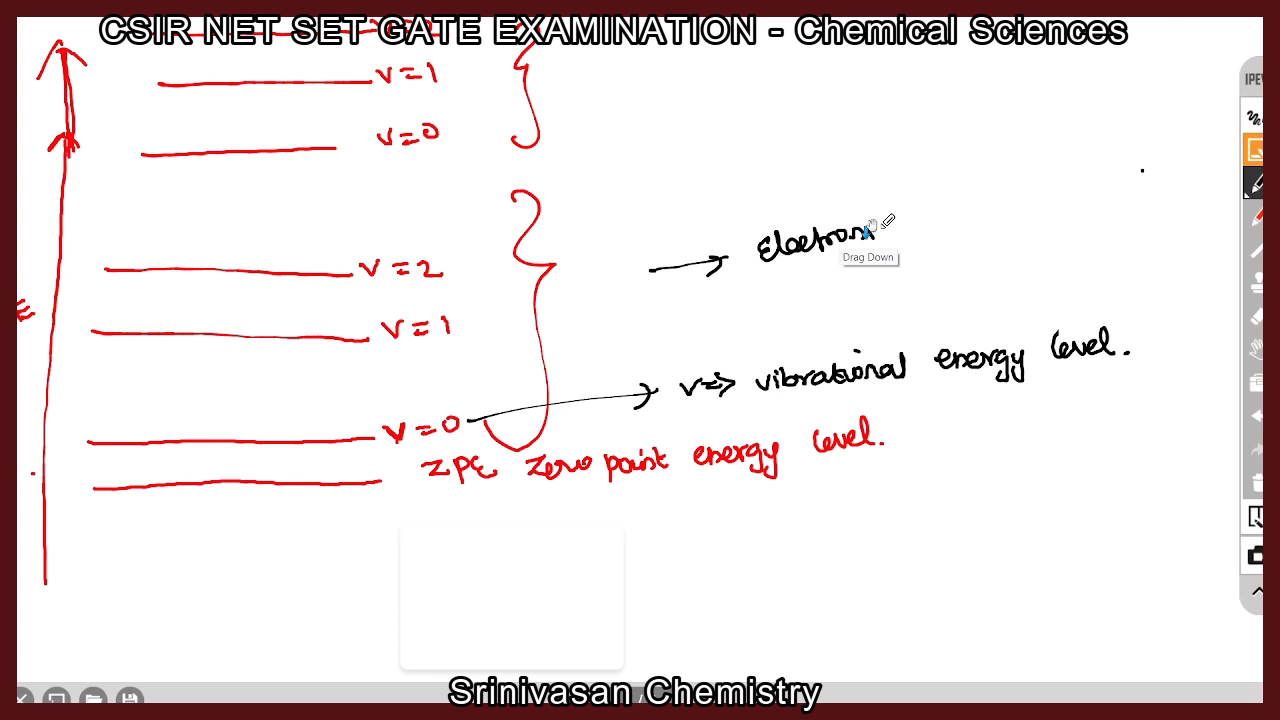 CSIR NET SET GATE EXAMINATION - Chemical Sciences
v=1
v=0
Electron
Drag Down
v=2
E
v=1
v=> vibrational energy level.
v=0
ZPE Zero point energy level.
Srinivasan Chemistry